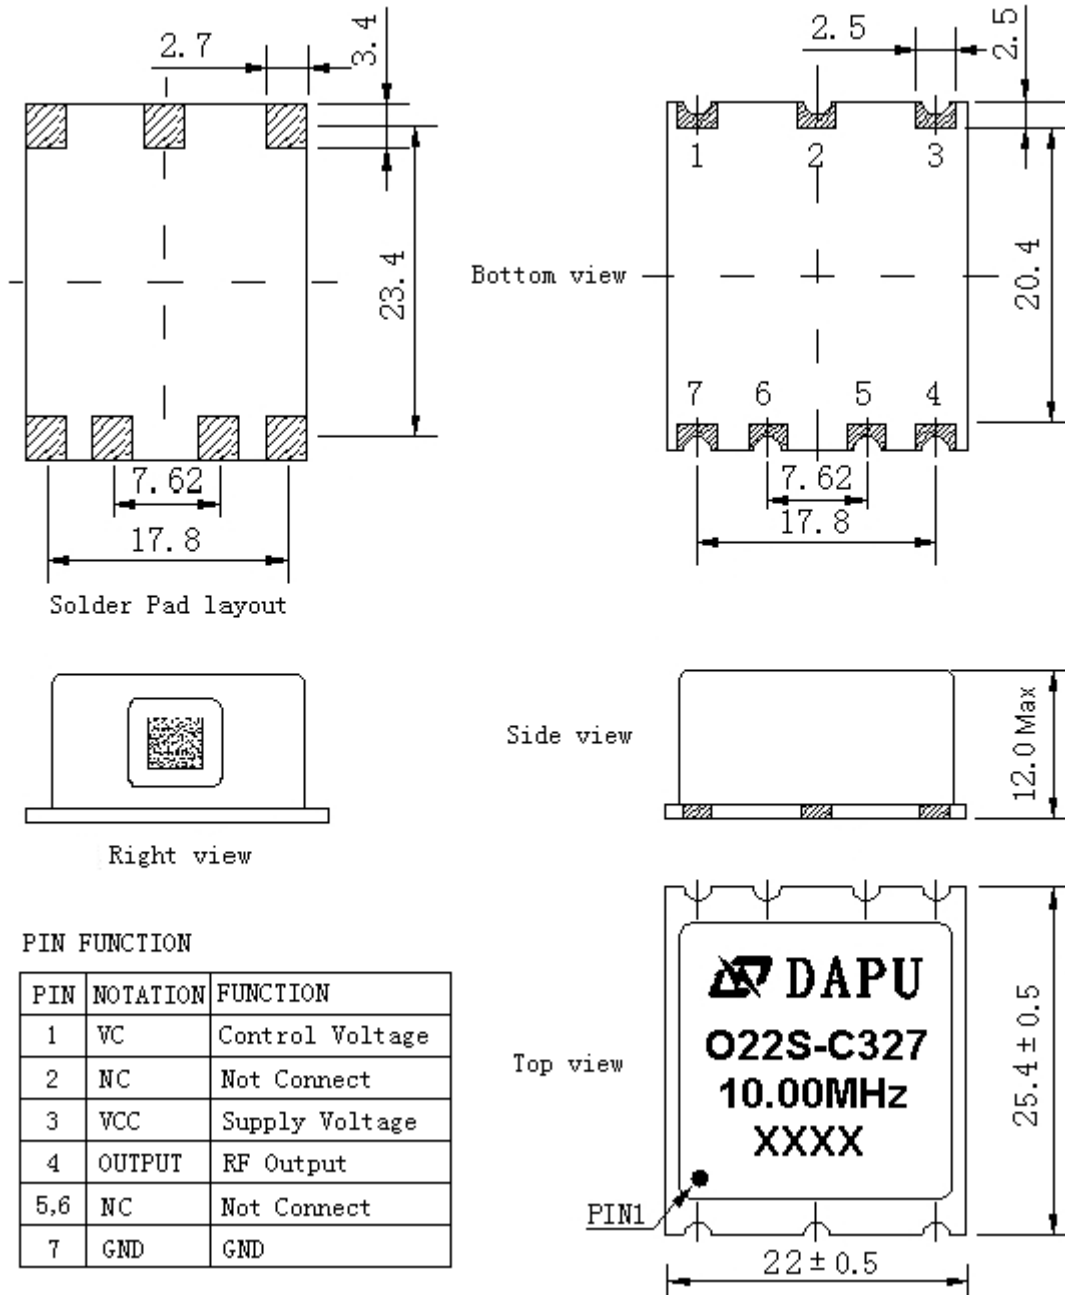 2.7
3.4
23.4
7.62
17.8
Solder Pad layout
2.5
2.5
1 2 3
Bottom view
20.4
7 6 5 4
7.62
17.8
Right view
Side view
12.0 Max
PIN FUNCTION
PIN NOTATION FUNCTION
1 VC Control Voltage
2 NC Not Connect
3 VCC Supply Voltage
4 OUTPUT RF Output
5,6 NC Not Connect
7 GND GND
Top view
DAPU
O22S-C327
10.00MHz
XXXX
PIN1
25.4±0.5
22±0.5